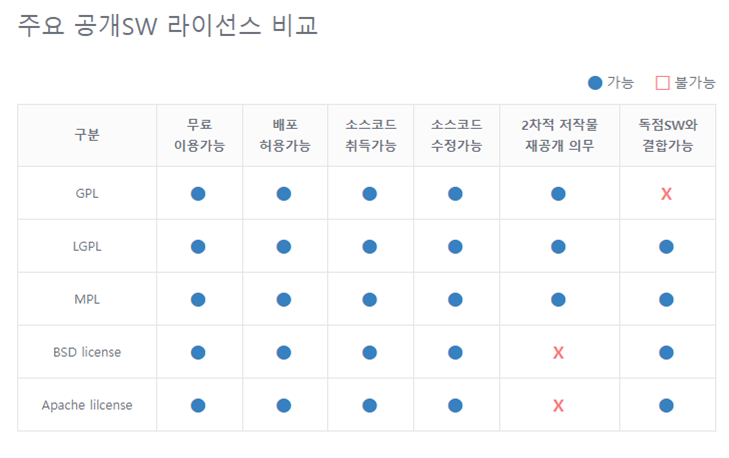 주요 공개SW 라이선스 비교
● 가능 □ 불가능
구분 무료 이용가능 배포 허용가능 소스코드 취득가능 소스코드 수정가능 2차적 저작물 재공개 의무 독점SW와 결합가능
GPL ● ● ● ● ● X
LGPL ● ● ● ● ● ●
MPL ● ● ● ● ● ●
BSD license ● ● ● ● X ●
Apache lilcense ● ● ● ● X ●